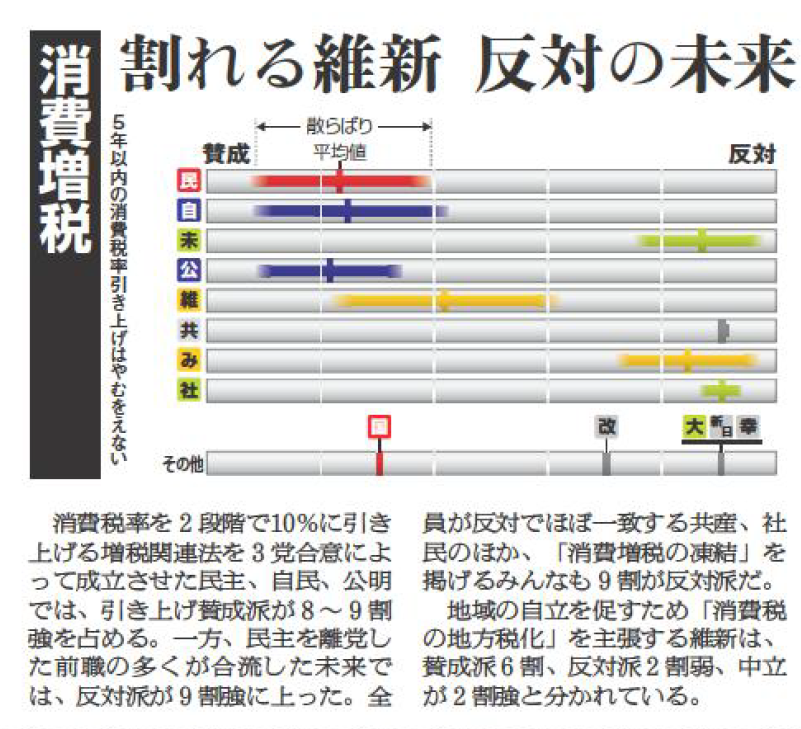 消費増税
割れる維新 反対の未来
5年以内の消費税率引き上げはやむをえない
散らばり
賛成 平均値 反対
民
自
未
公
維
共
み
社
国 改 大 新日 幸
その他
消費税率を2段階で10%に引き
上げる増税関連法を3党合意によ
って成立させた民主、自民、公明
では、引き上げ賛成派が8〜9割
強を占める。一方、民主を離党し
た前職の多くが合流した未来で
は、反対派が9割強に上った。全
員が反対でほぼ一致する共産、社
民のほか、「消費増税の凍結」を
掲げるみんなも9割が反対派だ。
地域の自立を促すため「消費税
の地方税化」を主張する維新は、
賛成派6割、反対派2割弱、中立
が2割強と分かれている。